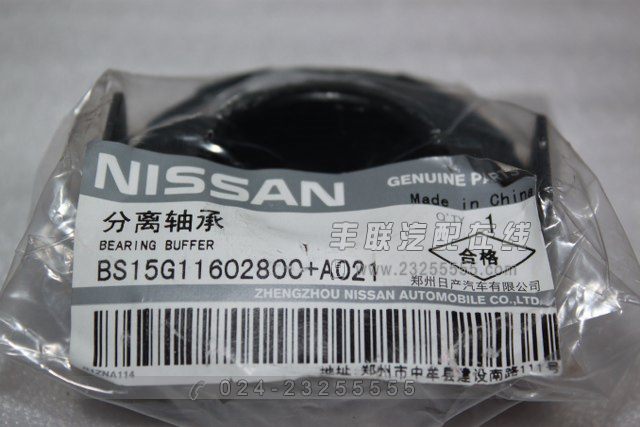 NISSAN
GENUINE PA
Made in China
分离轴承
Q'TY 1
BEARING BUFFER
丰联汽配在线
合格
BS15G11602800+A021
www.23255555.com
郑州日产汽车有限公司
ZHENGZHOU NISSAN AUTOMOBILE CO.,LTD.
ZNA114
地址: 郑州市中牟县建设南路111号
024-23255555